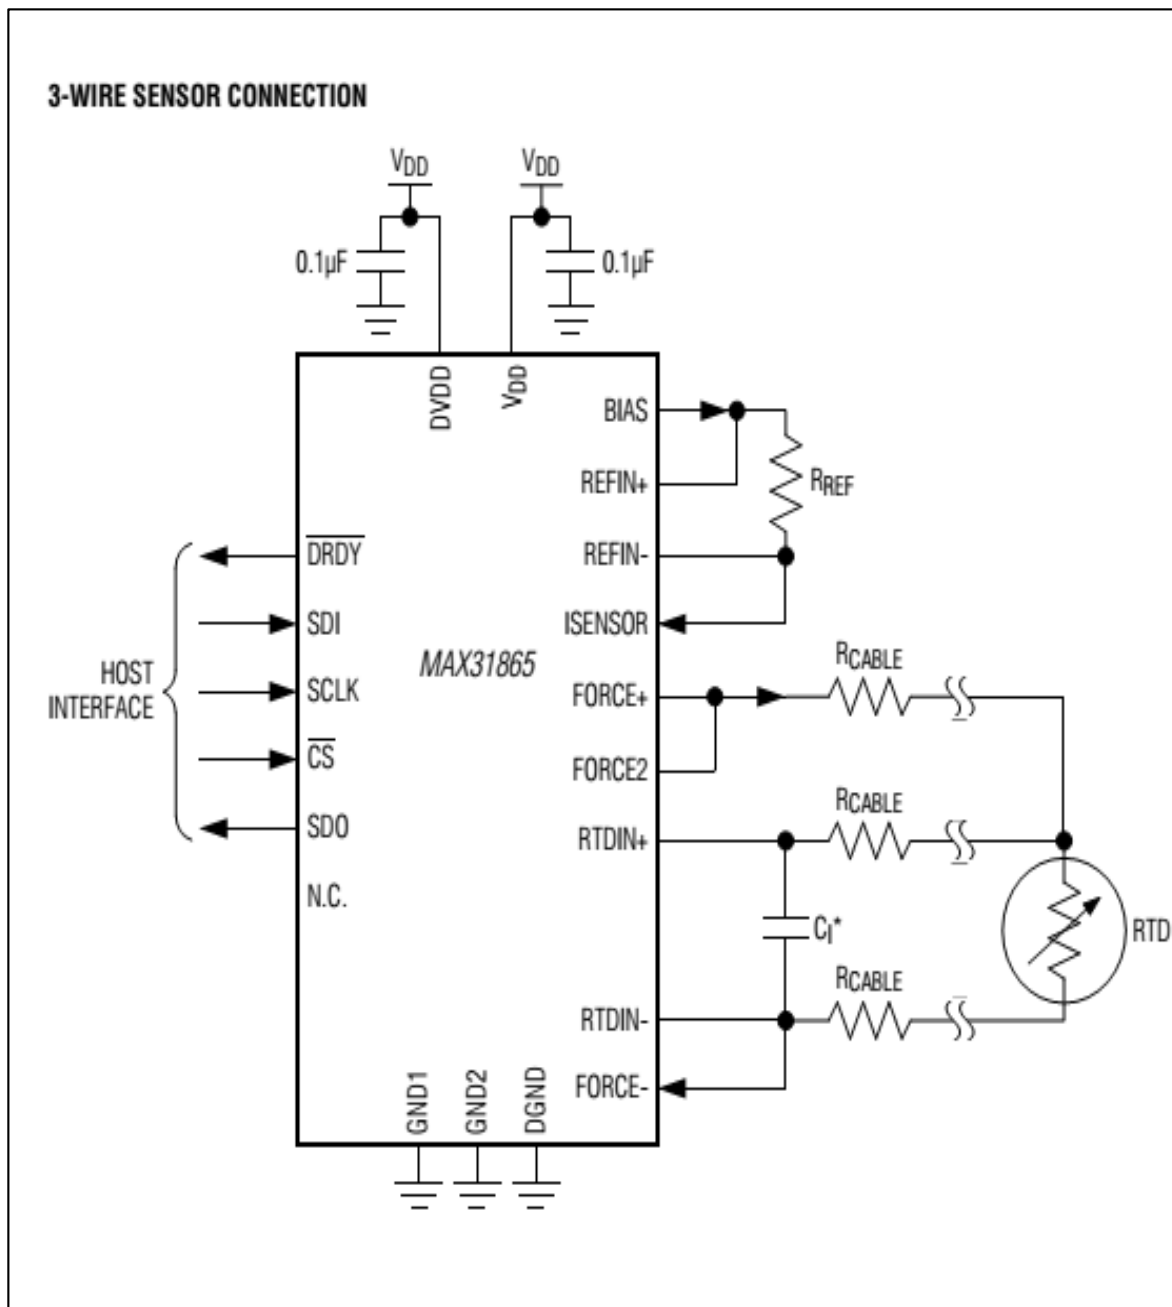 3-WIRE SENSOR CONNECTION
VDD
VDD
0.1µF
0.1µF
DVDD
VDD
BIAS
REFIN+
RREF
DRDY
REFIN-
SDI
ISENSOR
MAX31865
RCABLE
HOST
INTERFACE
SCLK
FORCE+
CS
FORCE2
RCABLE
SDO
RTDIN+
N.C.
CI*
RTD
RCABLE
RTDIN-
FORCE-
GND1
GND2
DGND